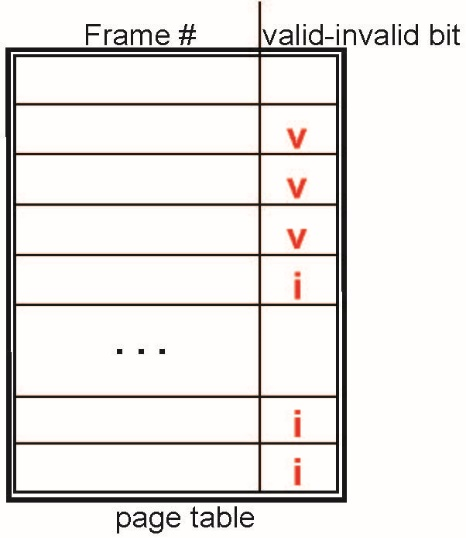 Frame # valid-invalid bit
v
v
v
i
...
i
i
page table